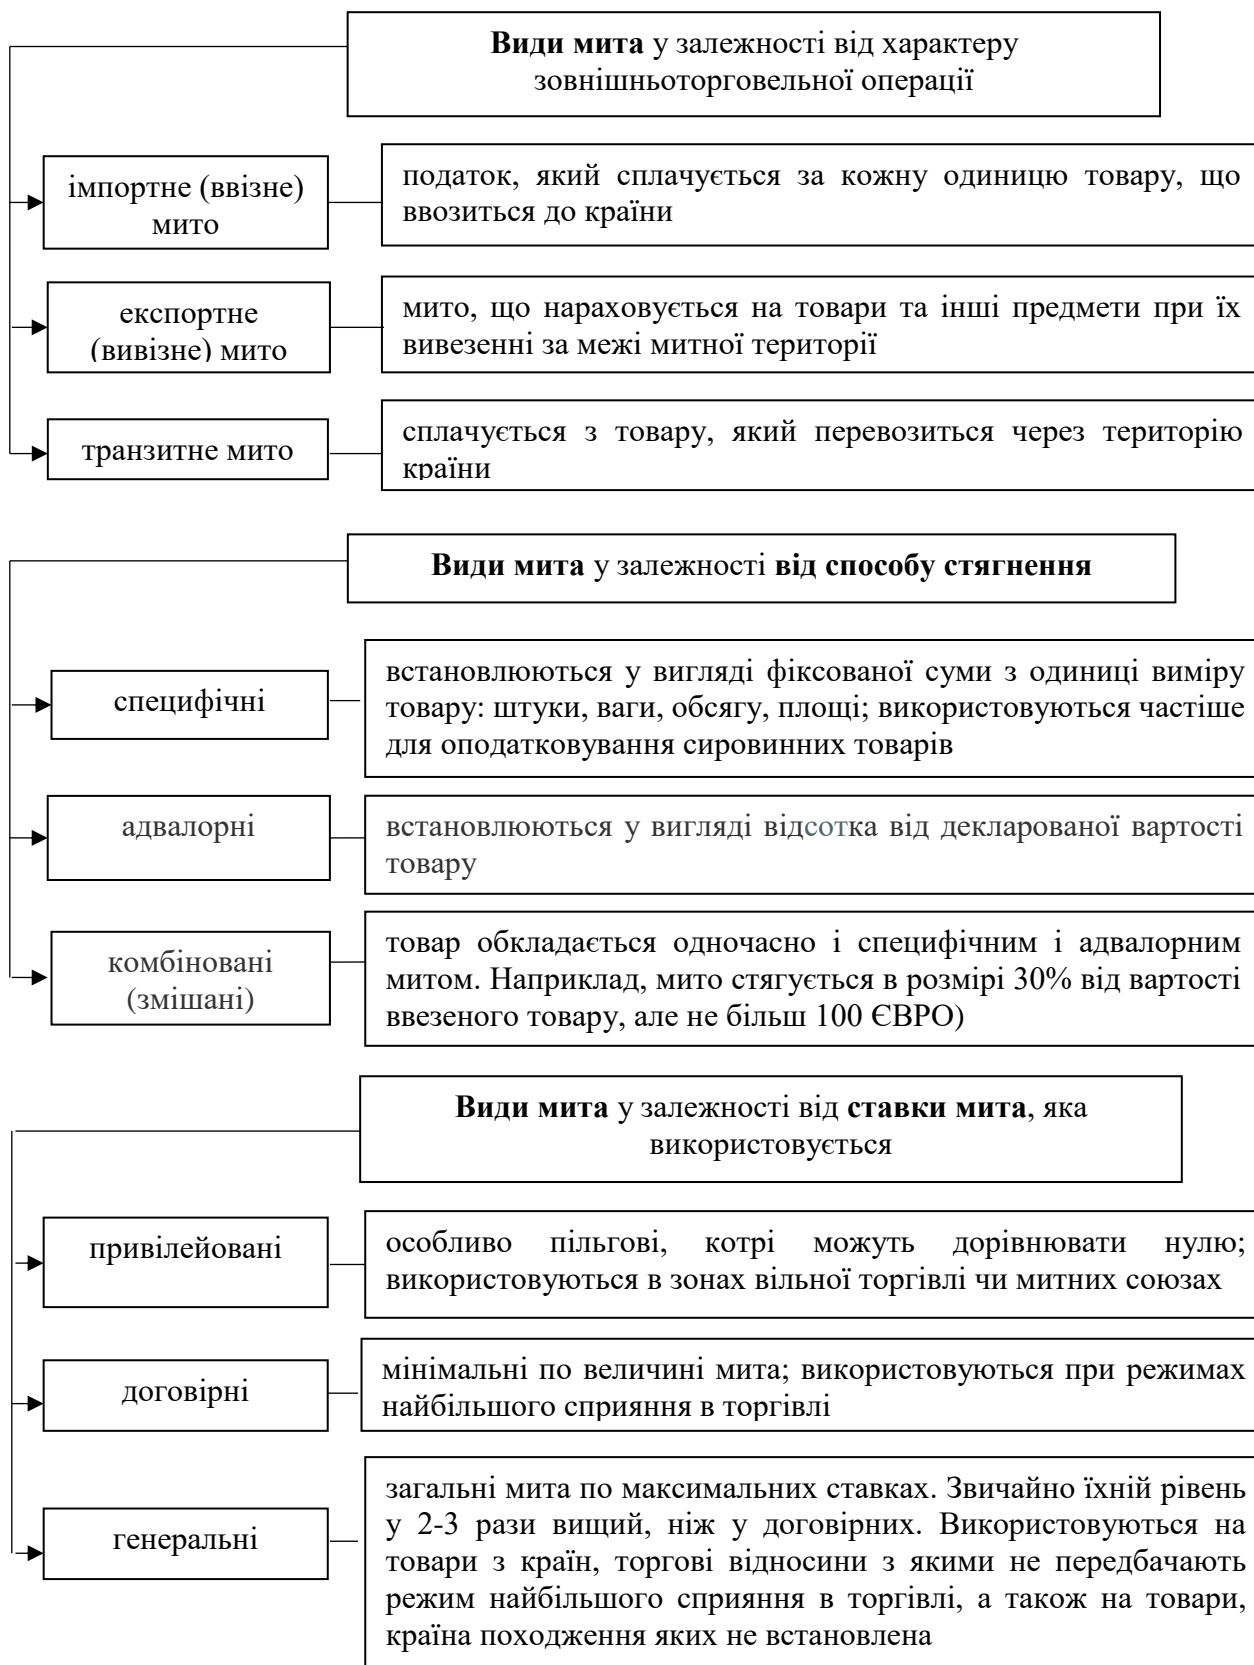 Види мита у залежності від характеру
зовнішньоторговельної операції
імпортне (ввізне)
мито
податок, який сплачується за кожну одиницю товару, що
ввозиться до країни
експортне
(вивізне) мито
мито, що нараховується на товари та інші предмети при їх
вивезенні за межі митної території
транзитне мито
сплачується з товару, який перевозиться через територію
країни
Види мита у залежності від способу стягнення
специфічні
встановлюються у вигляді фіксованої суми з одиниці виміру
товару: штуки, ваги, обсягу, площі; використовуються частіше
для оподатковування сировинних товарів
адвалорні
встановлюються у вигляді відсотка від декларованої вартості
товару
комбіновані
(змішані)
товар обкладається одночасно і специфічним і адвалорним
митом. Наприклад, мито стягується в розмірі 30% від вартості
ввезеного товару, але не більш 100 ЄВРО)
Види мита у залежності від ставки мита, яка
використовується
привілейовані
особливо пільгові, котрі можуть дорівнювати нулю;
використовуються в зонах вільної торгівлі чи митних союзах
договірні
мінімальні по величині мита; використовуються при режимах
найбільшого сприяння в торгівлі
генеральні
загальні мита по максимальних ставках. Звичайно їхній рівень
у 2-3 рази вищий, ніж у договірних. Використовуються на
товари з країн, торгові відносини з якими не передбачають
режим найбільшого сприяння в торгівлі, а також на товари,
країна походження яких не встановлена